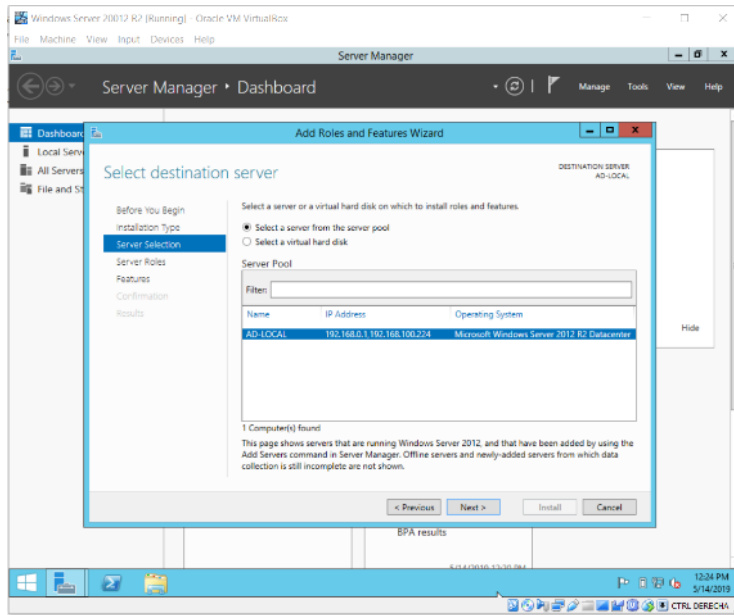 Windows Server 20012 R2 [Running] - Oracle VM VirtualBox
File Machine View Input Devices Help
Server Manager
Server Manager • Dashboard
Manage Tools View Help
Dashboard
Local Serv
All Servers
File and St
Add Roles and Features Wizard
Select destination server
DESTINATION SERVER
AD-LOCAL
Before You Begin
Installation Type
Server Selection
Server Roles
Features
Confirmation
Results
Select a server or a virtual hard disk on which to install roles and features.
Select a server from the server pool
Select a virtual hard disk
Server Pool
Filter:
Name IP Address Operating System
AD-LOCAL 192.168.0.1,192.168.100.224 Microsoft Windows Server 2012 R2 Datacenter
1 Computer(s) found
This page shows servers that are running Windows Server 2012, and that have been added by using the
Add Servers command in Server Manager. Offline servers and newly-added servers from which data
collection is still incomplete are not shown.
< Previous Next > Install Cancel
Hide
BPA results
5/14/2019 12:20 PM
12:24 PM
5/14/2019
CTRL DERECHA